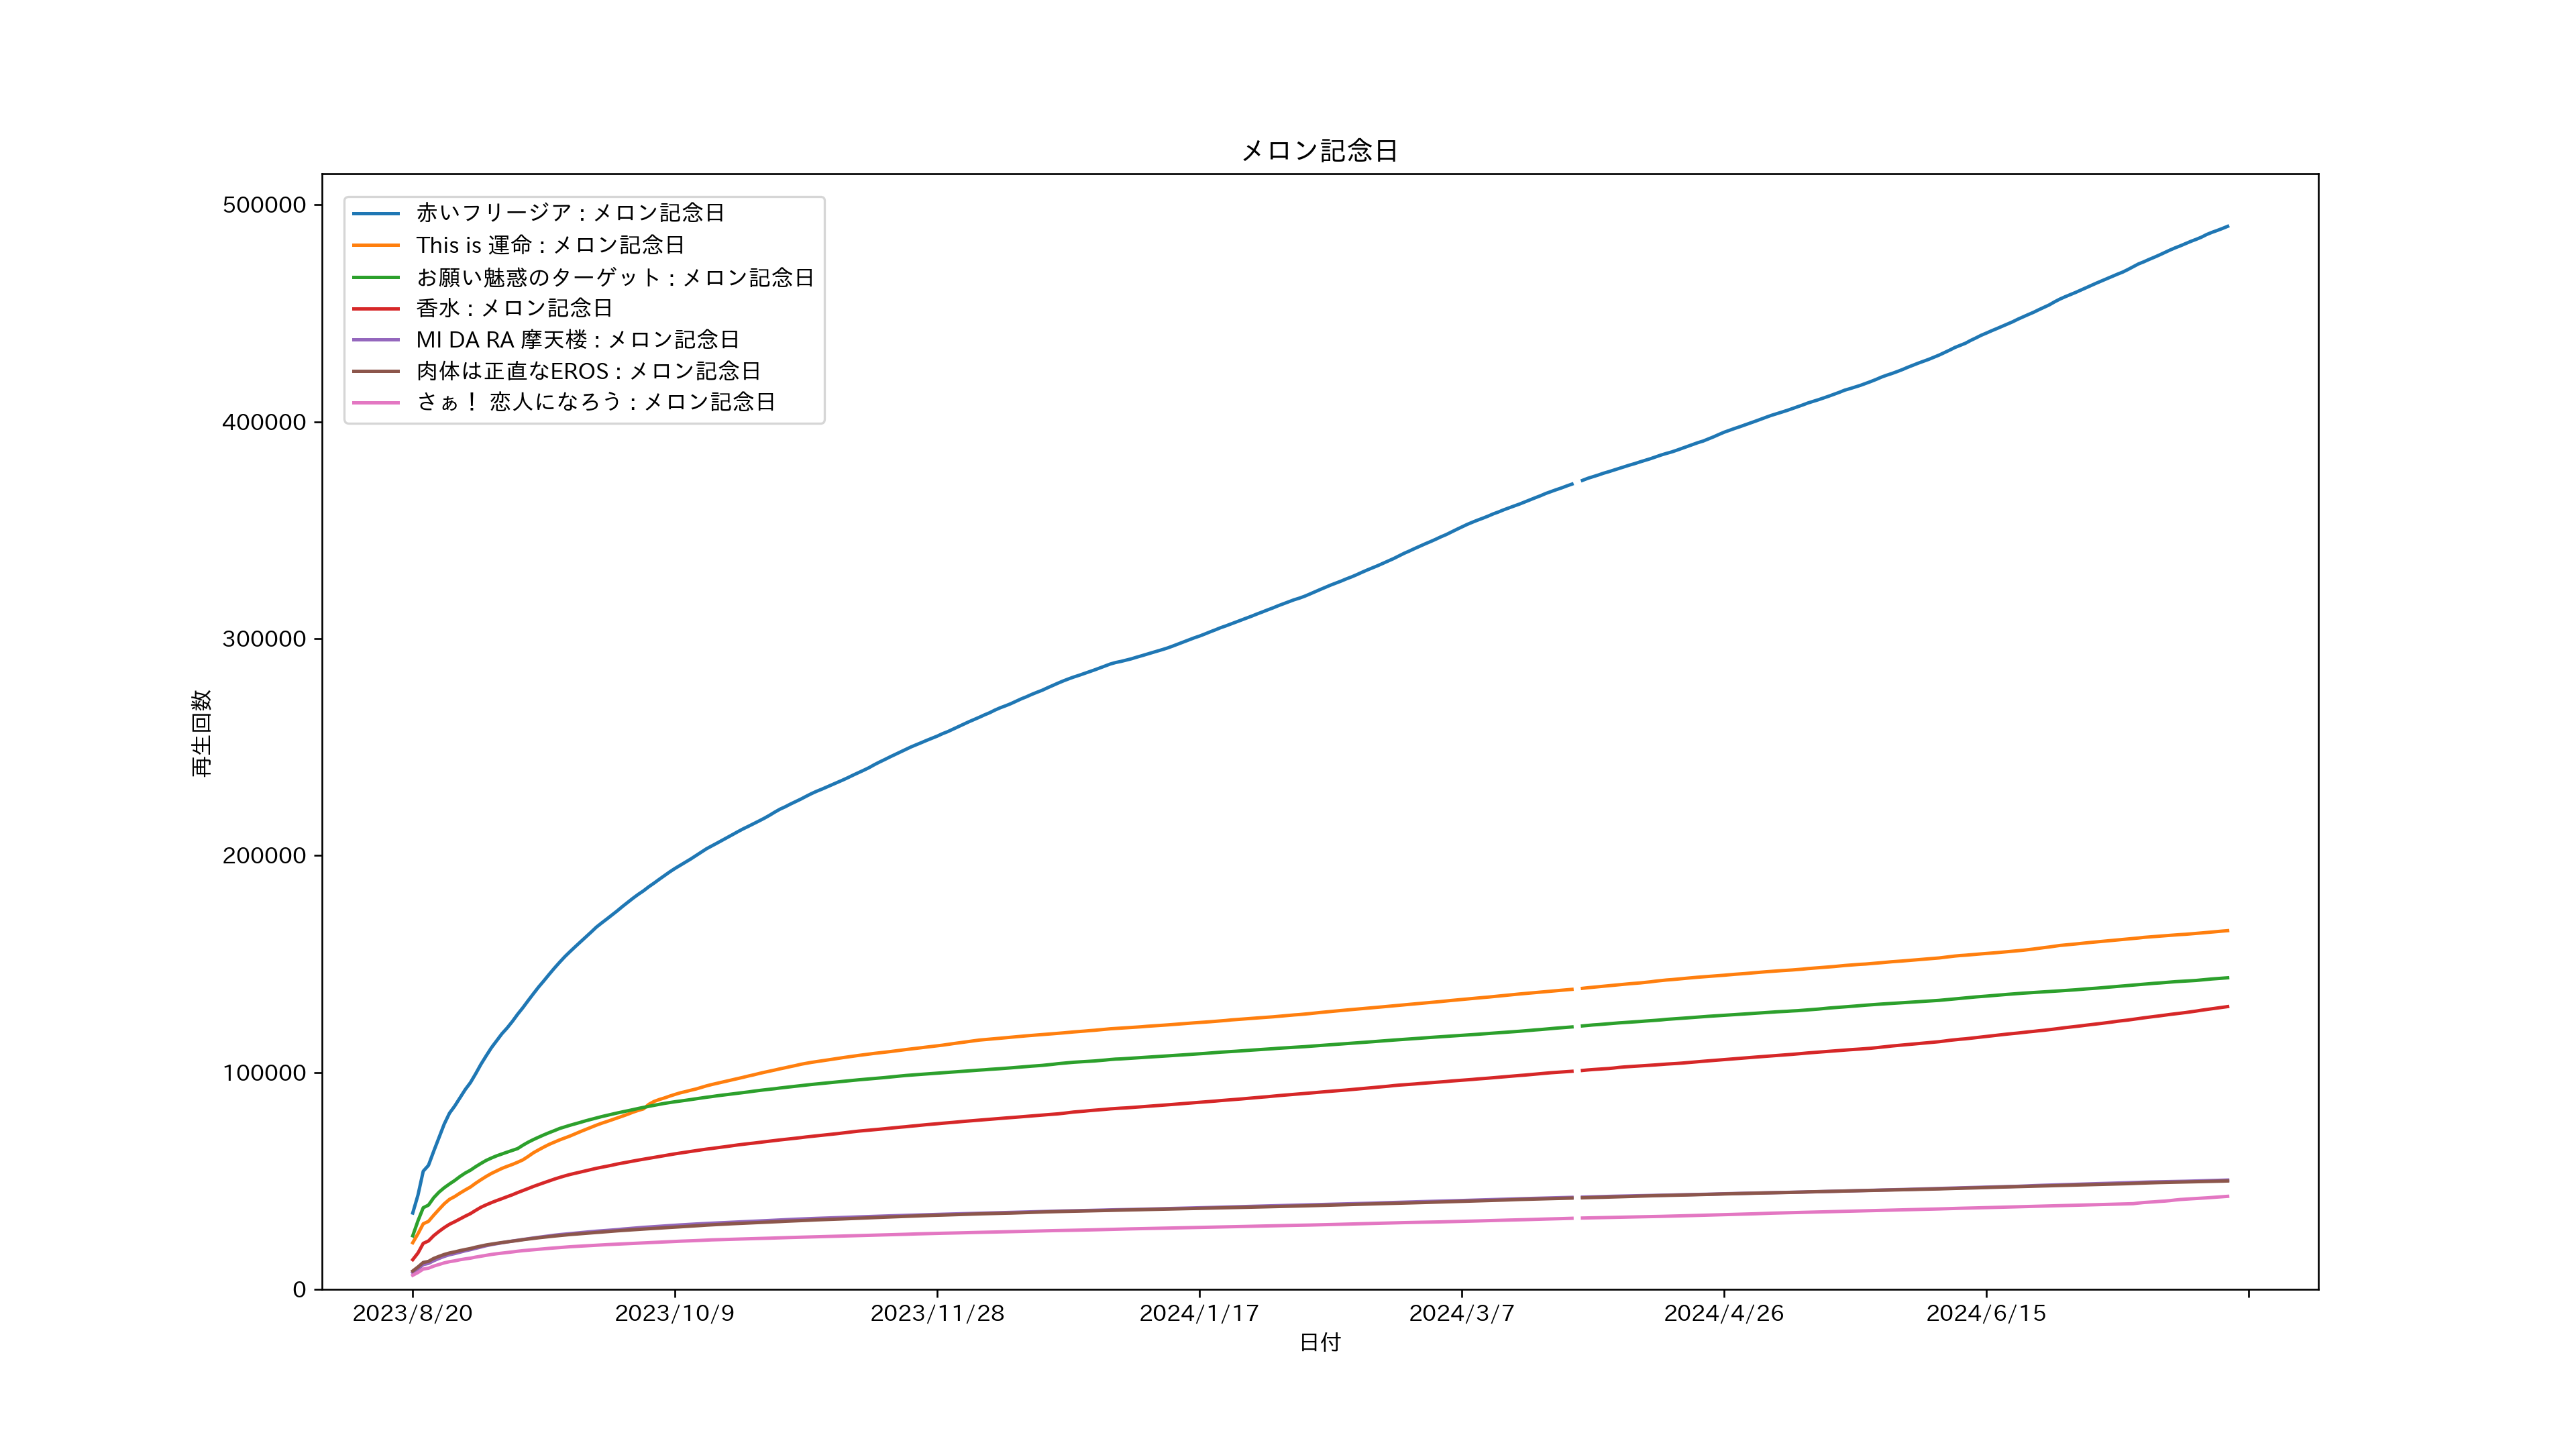 メロン記念日
500000
400000
300000
200000
100000
0
再生回数
赤いフリージア : メロン記念日
This is 運命 : メロン記念日
お願い魅惑のターゲット : メロン記念日
香水 : メロン記念日
MI DA RA 摩天楼 : メロン記念日
肉体は正直なEROS : メロン記念日
さぁ！ 恋人になろう : メロン記念日
2023/8/20
2023/10/9
2023/11/28
2024/1/17
2024/3/7
2024/4/26
2024/6/15
日付